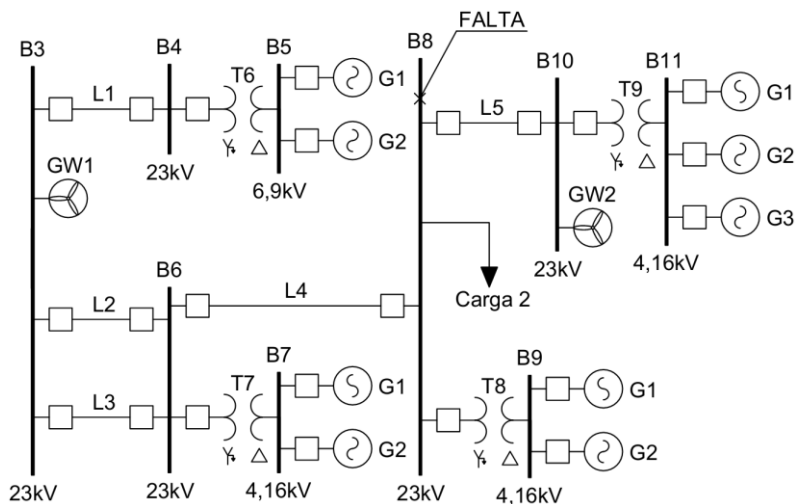 FALTA
B3
B4
B5
B8
B10
B11
L1
T6
G1
G2
L5
T9
G1
G2
G3
GW1
23kV
6,9kV
GW2
23kV
4,16kV
B6
L2
L4
Carga 2
B7
B9
L3
T7
G1
G2
T8
G1
G2
23kV
23kV
4,16kV
23kV
4,16kV